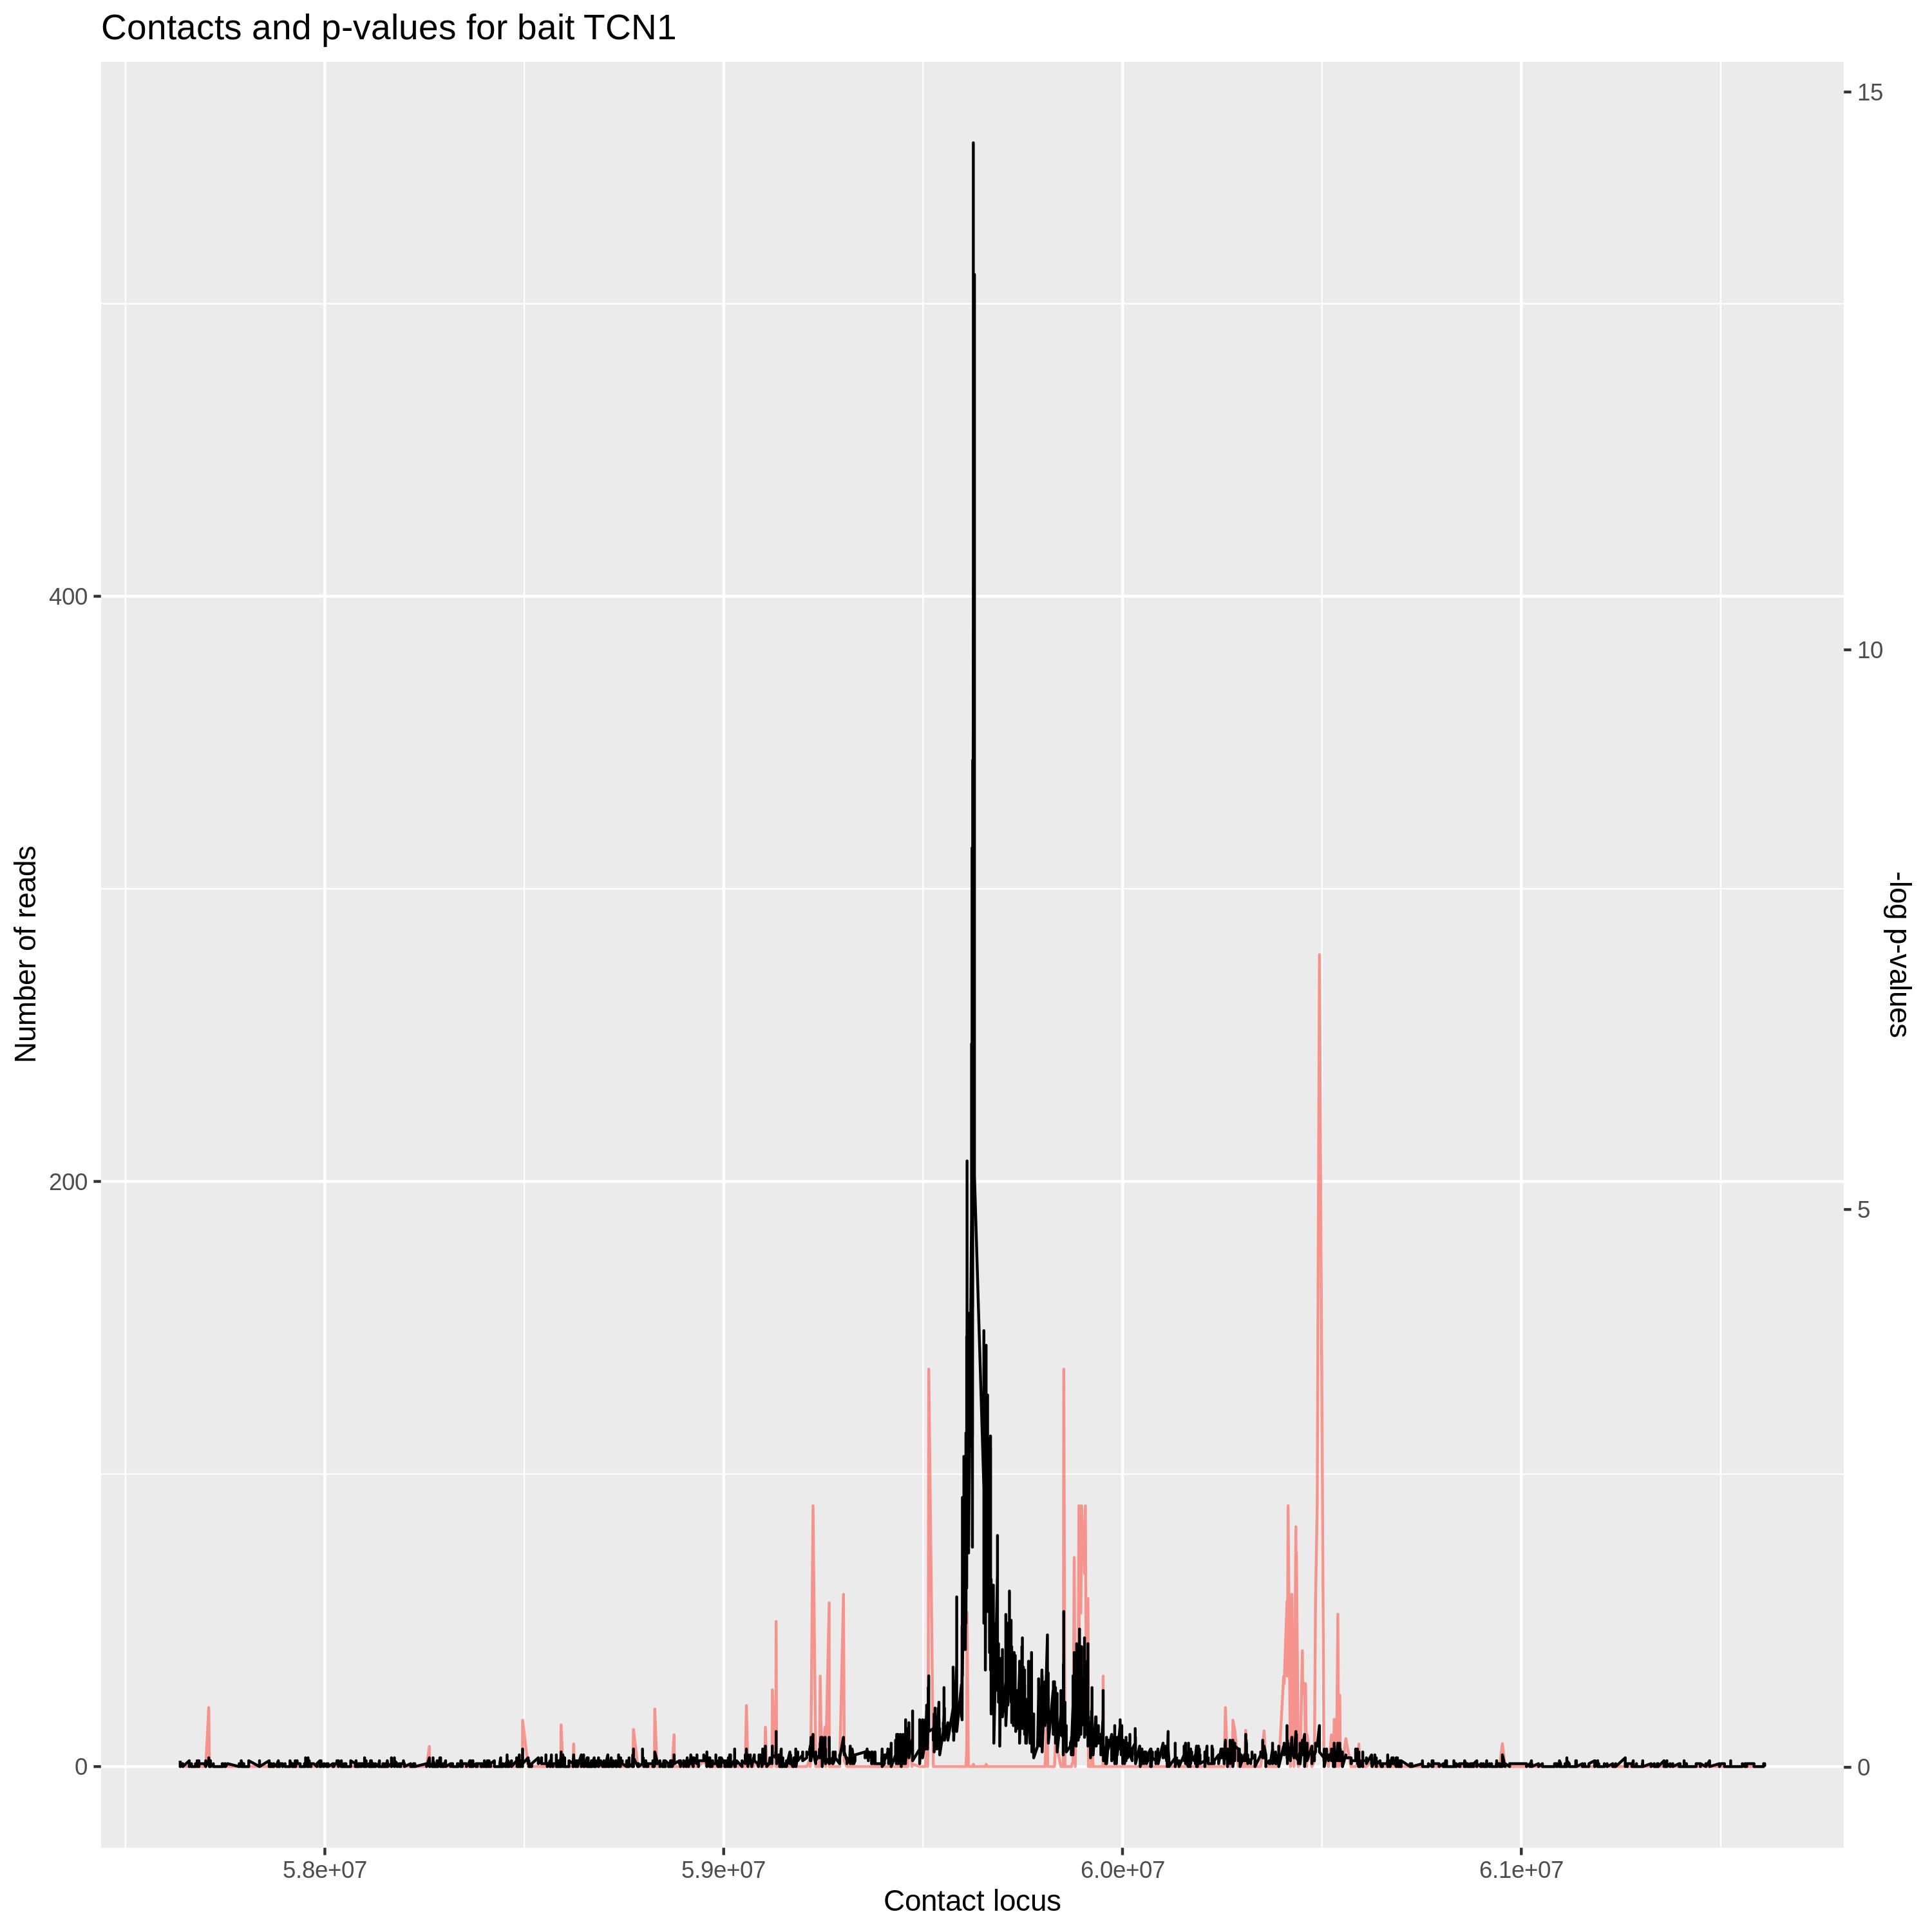 Contacts and p-values for bait TCN1
15
400
10
Number of reads
-log p-values
200
5
0
0
5.8e+07
5.9e+07
6.0e+07
6.1e+07
Contact locus